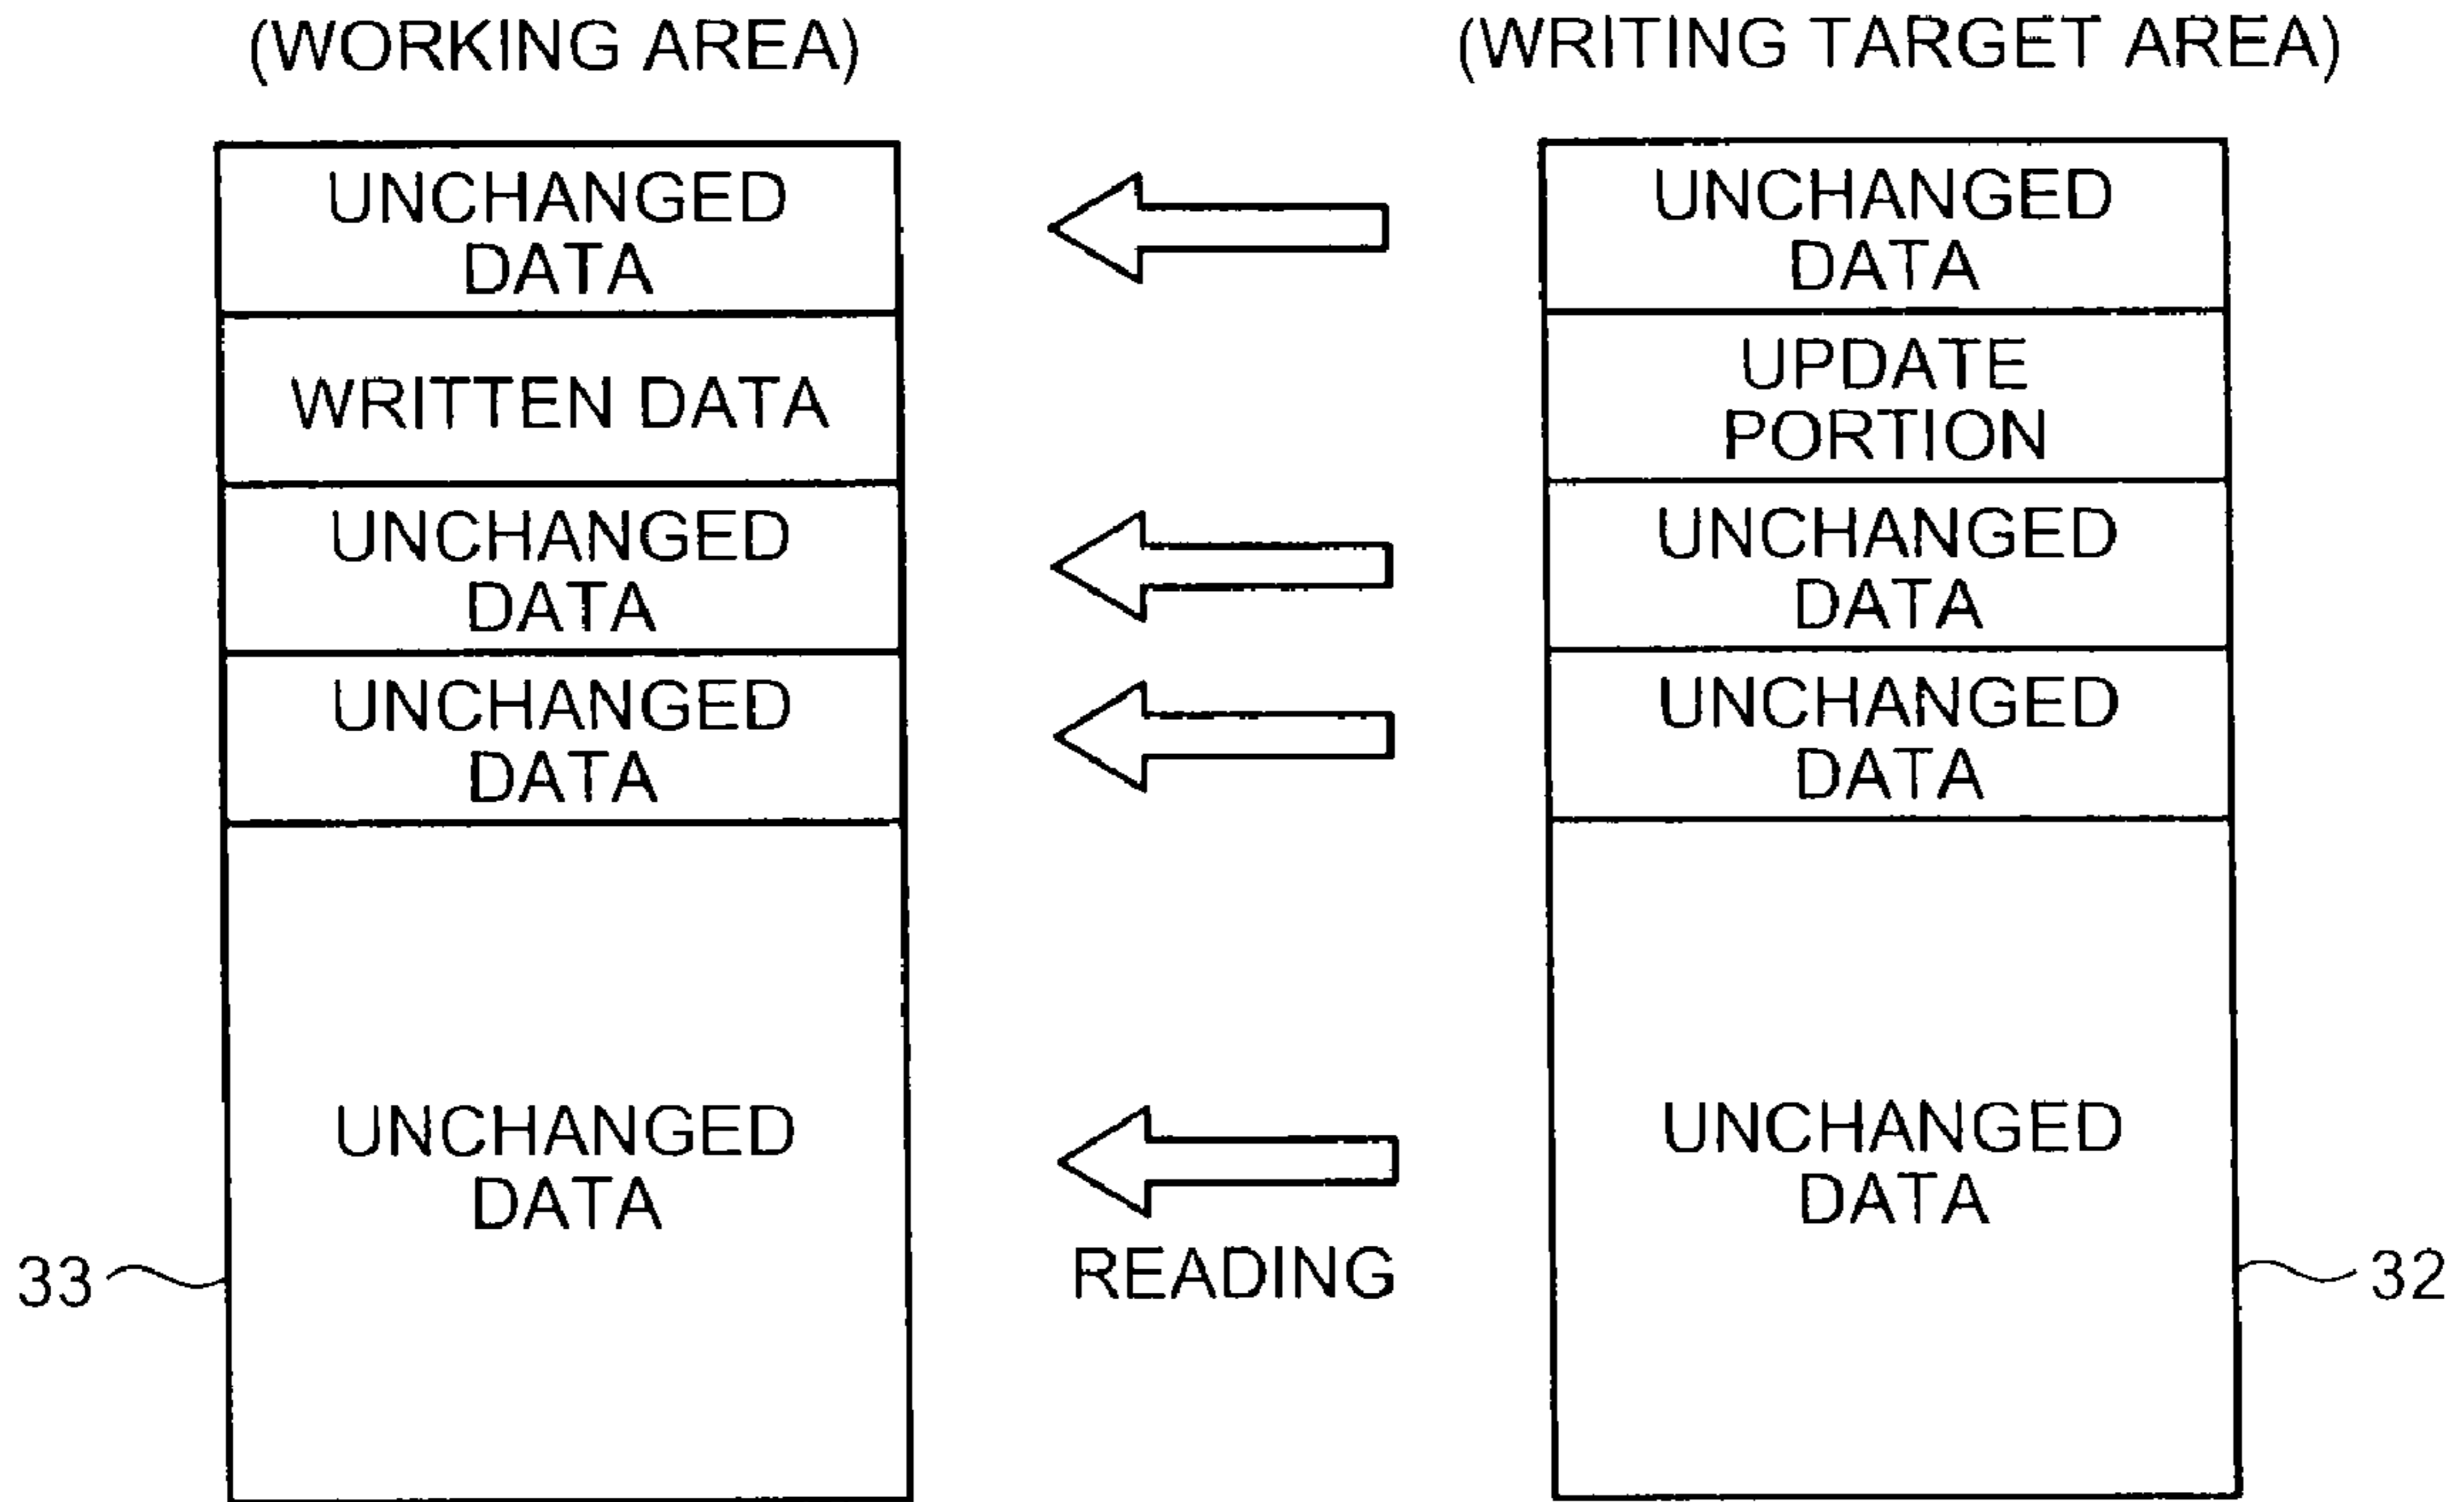 (WORKING AREA)
(WRITING TARGET AREA)
UNCHANGED
DATA
WRITTEN DATA
UNCHANGED
DATA
UNCHANGED
DATA
UNCHANGED
DATA
33
READING
UNCHANGED
DATA
UPDATE
PORTION
UNCHANGED
DATA
UNCHANGED
DATA
UNCHANGED
DATA
32